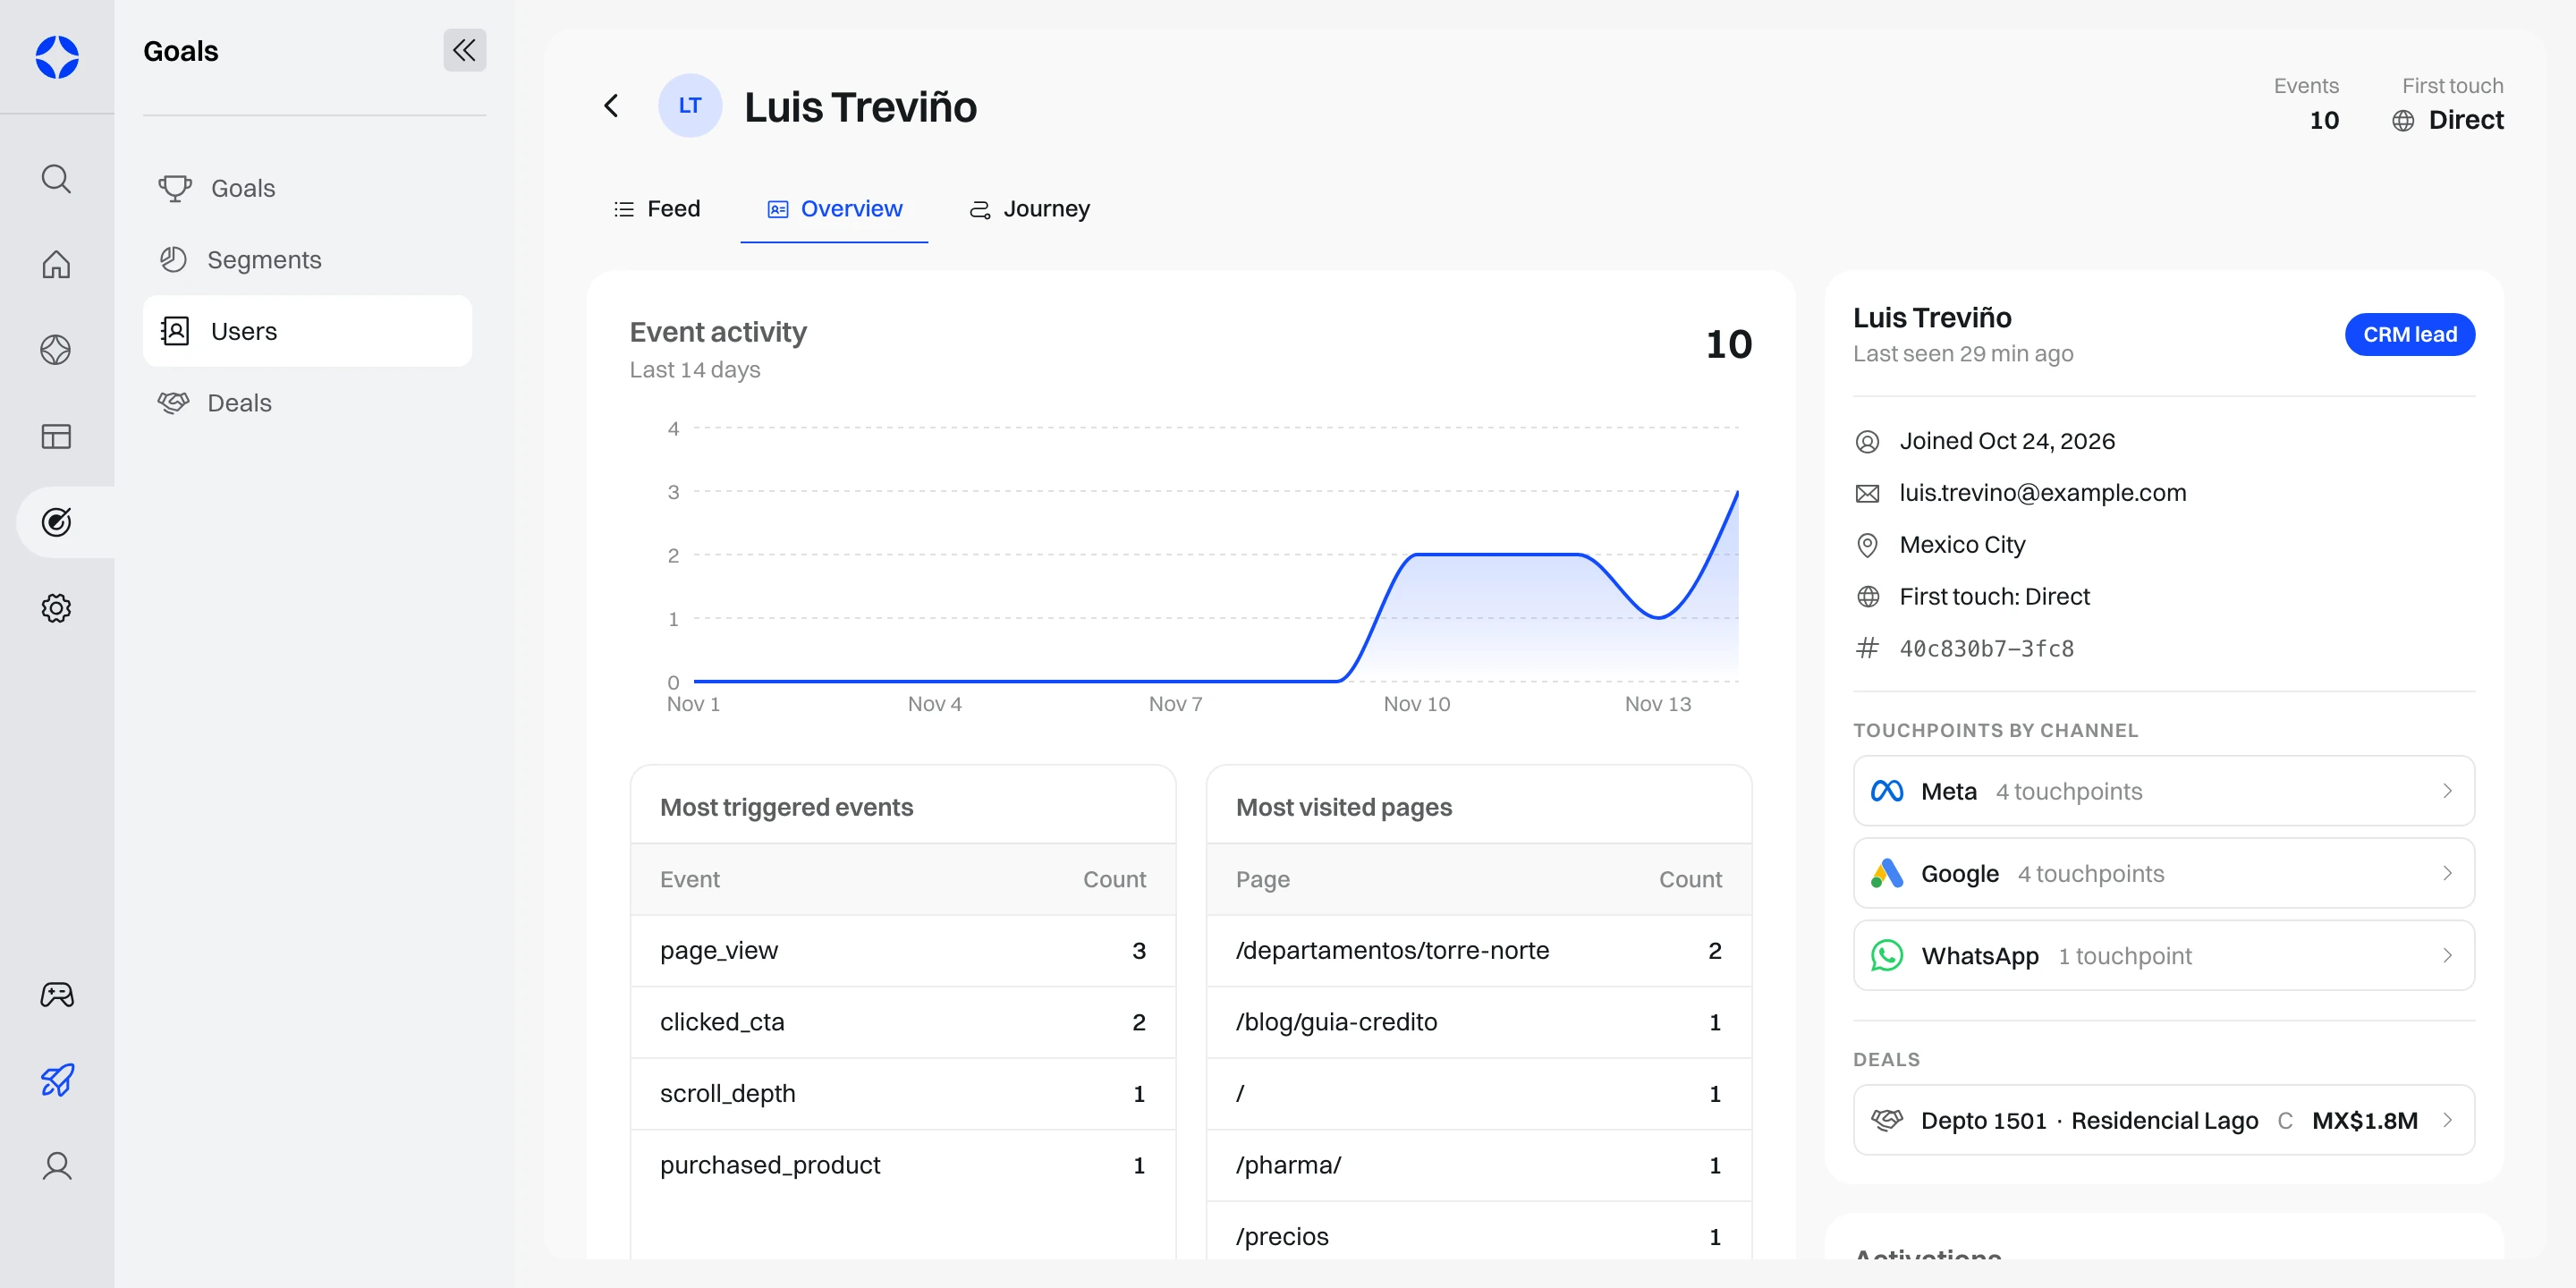 Goals
Goals
Segments
Users
Deals
LT
Luis Treviño
Events
10
First touch
Direct
Feed
Overview
Journey
Event activity
Last 14 days
10
4
3
2
1
0
Nov 1
Nov 4
Nov 7
Nov 10
Nov 13
Most triggered events
Event Count
page_view 3
clicked_cta 2
scroll_depth 1
purchased_product 1
Most visited pages
Page Count
/departamentos/torre-norte 2
/blog/guia-credito 1
/ 1
/pharma/ 1
/precios 1
Luis Treviño
Last seen 29 min ago
CRM lead
Joined Oct 24, 2026
luis.trevino@example.com
Mexico City
First touch: Direct
40c830b7-3fc8
TOUCHPOINTS BY CHANNEL
Meta 4 touchpoints
Google 4 touchpoints
WhatsApp 1 touchpoint
DEALS
Depto 1501 · Residencial Lago C MX$1.8M
Activations